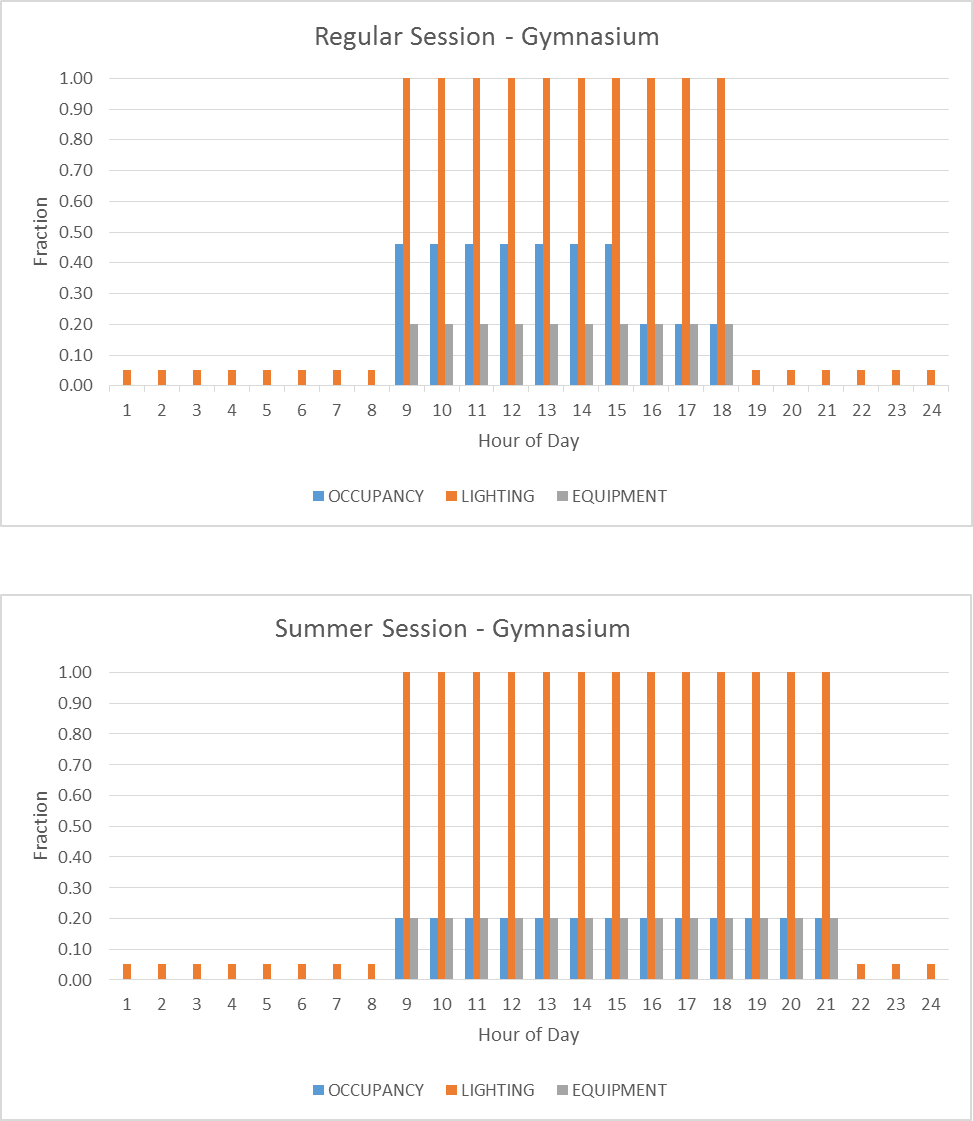 Regular Session - Gymnasium
1.00
0.90
0.80
0.70
0.60
0.50
0.40
0.30
0.20
0.10
0.00
Fraction
1 2 3 4 5 6 7 8 9 10 11 12 13 14 15 16 17 18 19 20 21 22 23 24
Hour of Day
OCCUPANCY LIGHTING EQUIPMENT
Summer Session - Gymnasium
1.00
0.90
0.80
0.70
0.60
0.50
0.40
0.30
0.20
0.10
0.00
Fraction
1 2 3 4 5 6 7 8 9 10 11 12 13 14 15 16 17 18 19 20 21 22 23 24
Hour of Day
OCCUPANCY LIGHTING EQUIPMENT